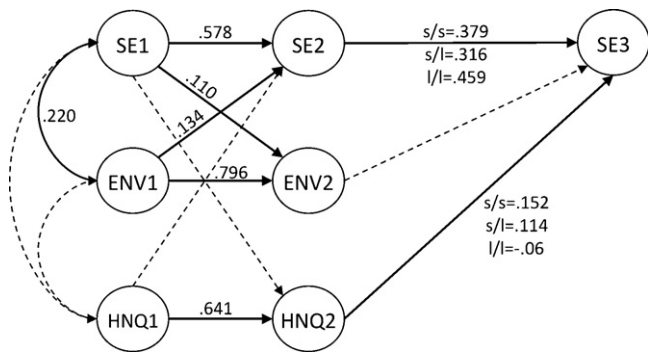 SE1
.578
SE2
s/s=.379
s/l=.316
l/l=.459
SE3
.110
.134
.220
ENV1
.796
ENV2
s/s=.152
s/l=.114
l/l=-.06
HNQ1
.641
HNQ2